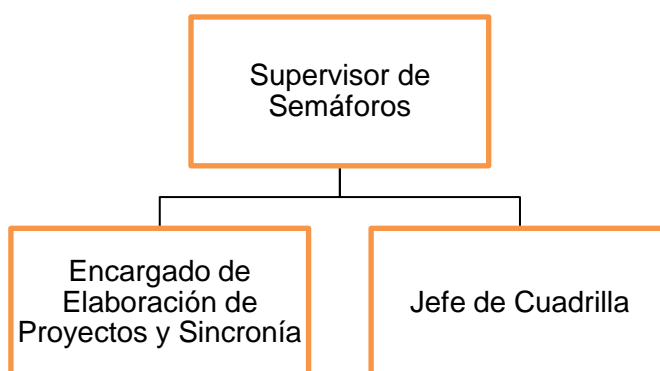 Supervisor de
Semáforos
Encargado de
Elaboración de
Proyectos y Sincronía
Jefe de Cuadrilla